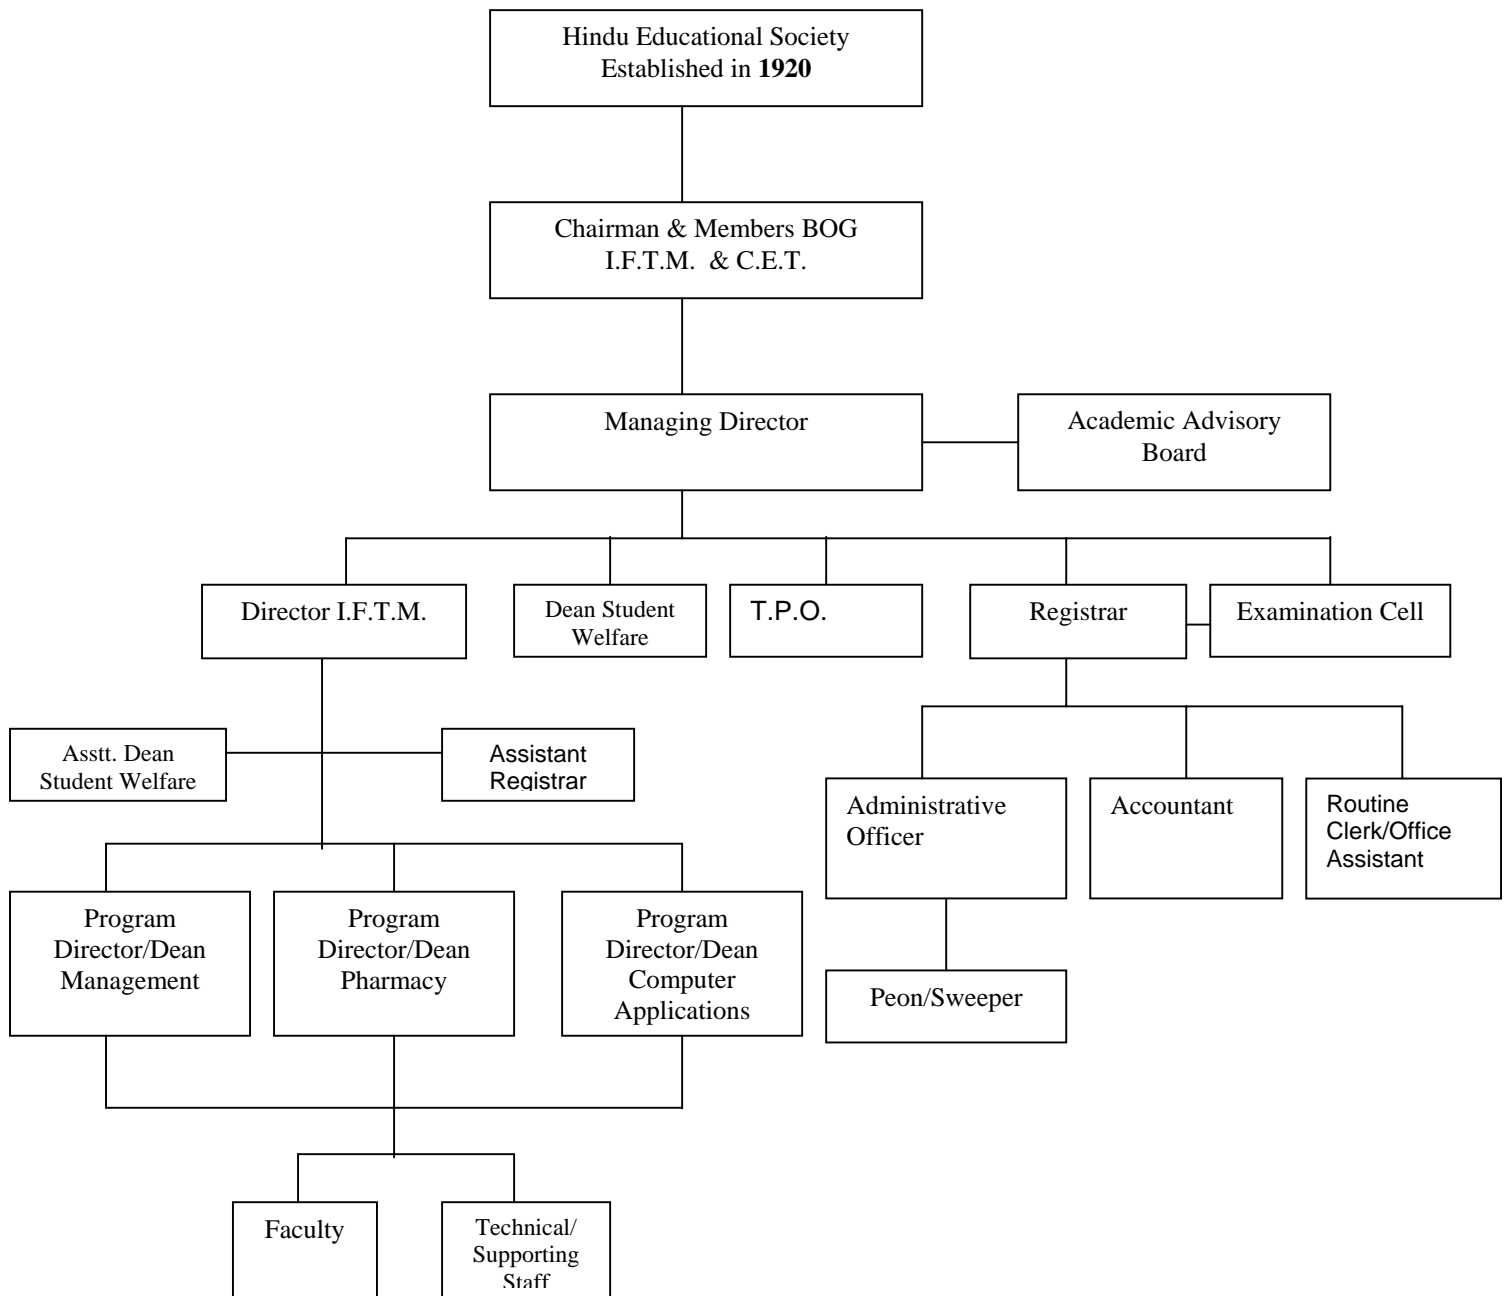 Hindu Educational Society
Established in 1920
Chairman & Members BOG
I.F.T.M. & C.E.T.
Managing Director
Academic Advisory
Board
Director I.F.T.M.
Dean Student
Welfare
T.P.O.
Registrar
Examination Cell
Asstt. Dean
Student Welfare
Assistant
Registrar
Administrative
Officer
Accountant
Routine
Clerk/Office
Assistant
Program
Director/Dean
Management
Program
Director/Dean
Pharmacy
Program
Director/Dean
Computer
Applications
Peon/Sweeper
Faculty
Technical/
Supporting
Staff